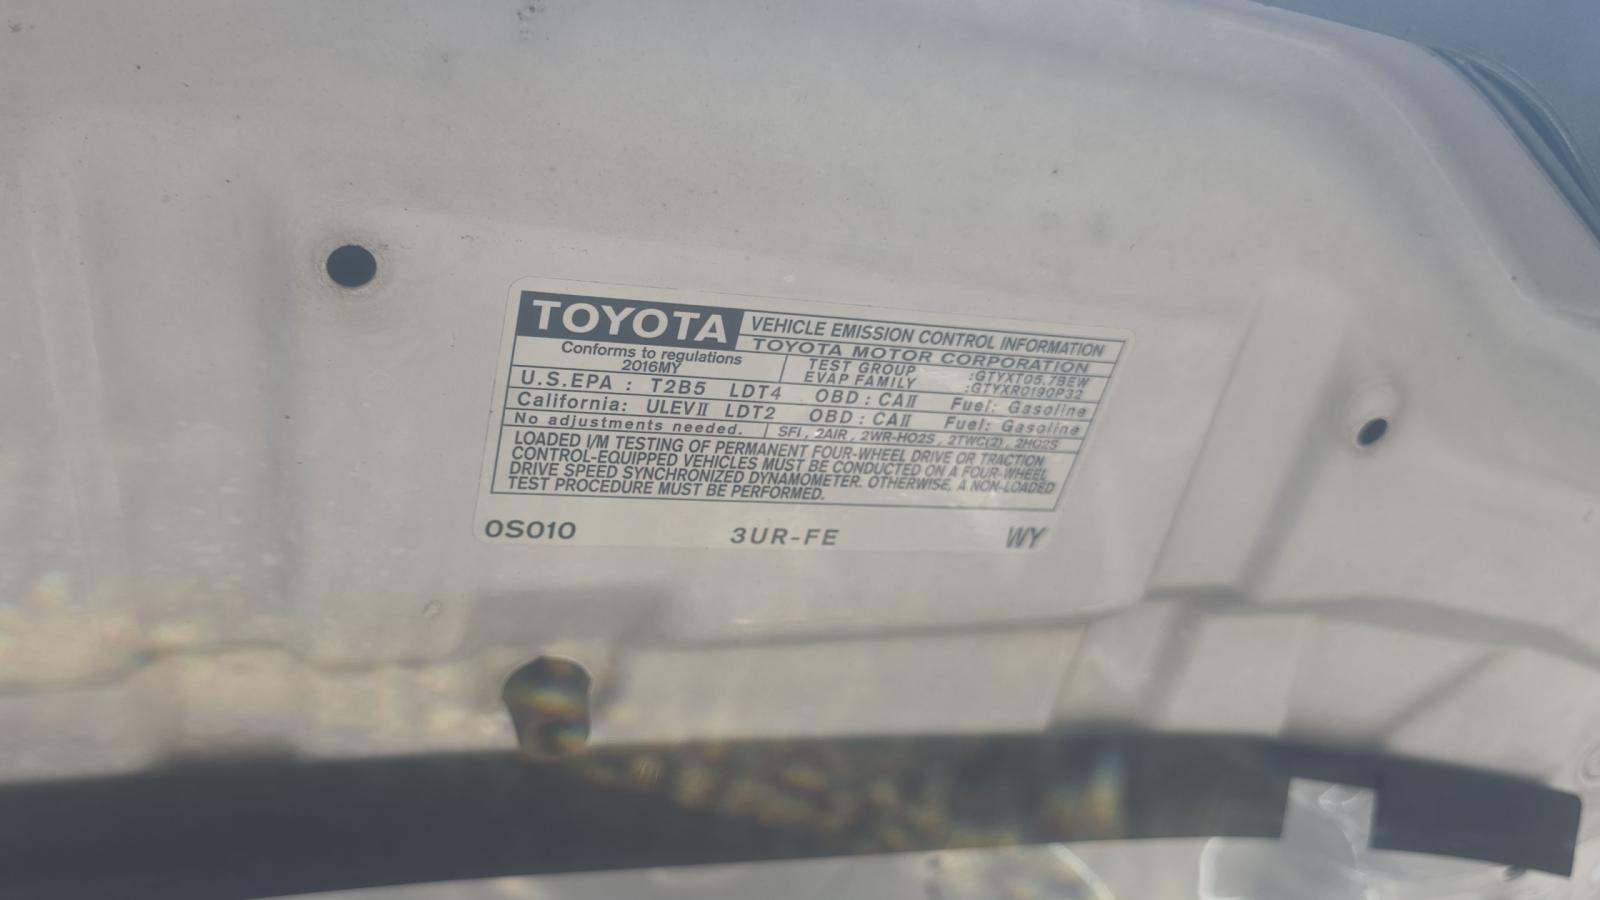 TOYOTA
VEHICLE EMISSION CONTROL INFORMATION
TOYOTA MOTOR CORPORATION
Conforms to regulations
2016MY
TEST GROUP :GTYXT05.7BEW
EVAP FAMILY :GTYXR0190P32
U.S.EPA : T2B5 LDT4 OBD : CAII Fuel: Gasoline
California: ULEVII LDT2 OBD : CAII Fuel: Gasoline
No adjustments needed. SFI, 2AIR, 2WR-HO2S, 2TWC(2), 2HO2S
LOADED I/M TESTING OF PERMANENT FOUR-WHEEL DRIVE OR TRACTION
CONTROL-EQUIPPED VEHICLES MUST BE CONDUCTED ON A FOUR-WHEEL
DRIVE SPEED SYNCHRONIZED DYNAMOMETER. OTHERWISE, A NON-LOADED
TEST PROCEDURE MUST BE PERFORMED.
0S010 3UR-FE WY